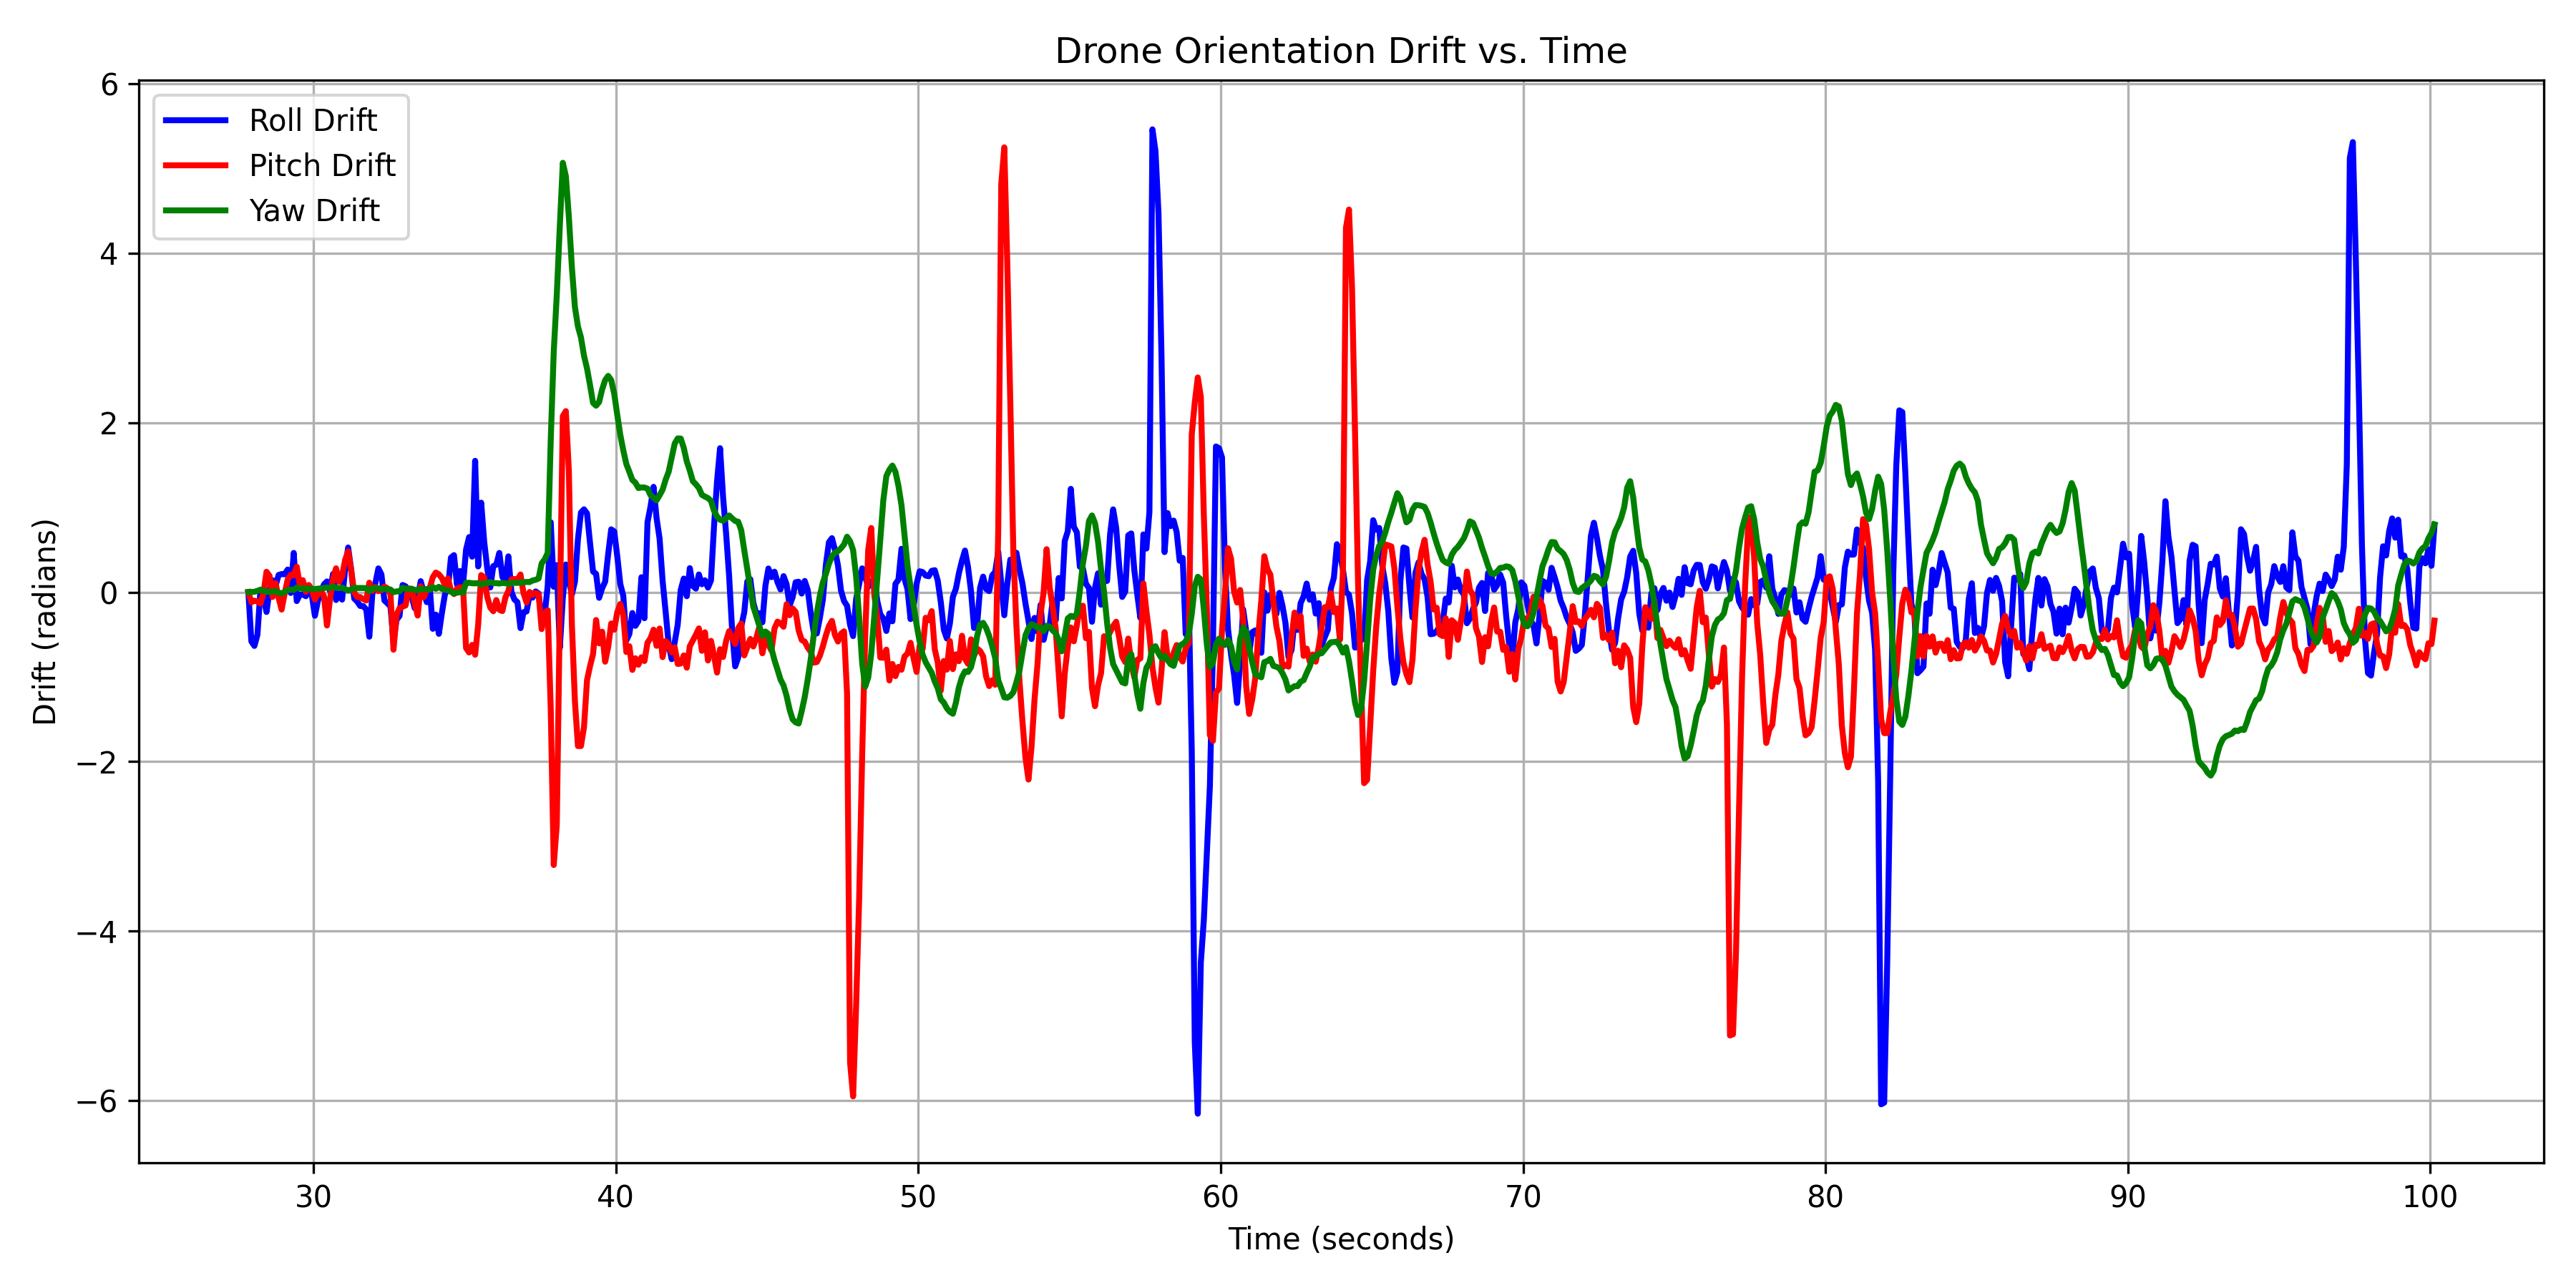 Drone Orientation Drift vs. Time
Roll Drift
Pitch Drift
Yaw Drift
6
4
2
0
−2
−4
−6
Drift (radians)
30 40 50 60 70 80 90 100
Time (seconds)